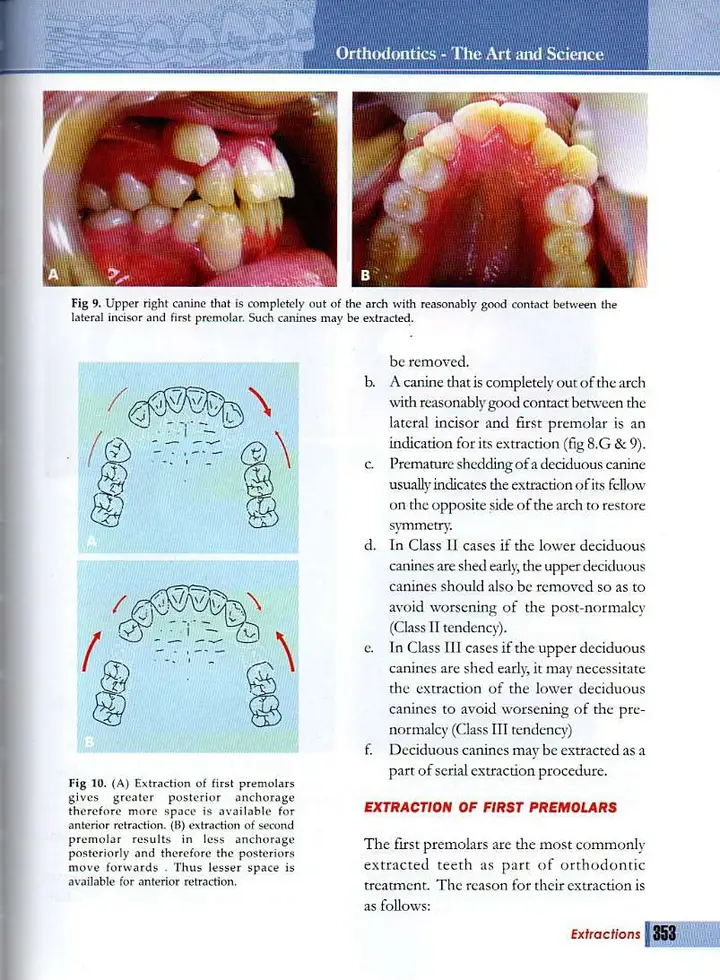 Orthodontics - The Art and Science
A
B
Fig 9. Upper right canine that is completely out of the arch with reasonably good contact between the
lateral incisor and first premolar. Such canines may be extracted.
A
B
Fig 10. (A) Extraction of first premolars
gives greater posterior anchorage
therefore more space is available for
anterior retraction. (B) extraction of second
premolar results in less anchorage
posteriorly and therefore the posteriors
move forwards . Thus lesser space is
available for anterior retraction.
be removed.
b. A canine that is completely out of the arch
with reasonably good contact between the
lateral incisor and first premolar is an
indication for its extraction (fig 8.G & 9).
c. Premature shedding of a deciduous canine
usually indicates the extraction of its fellow
on the opposite side of the arch to restore
symmetry.
d. In Class II cases if the lower deciduous
canines are shed early, the upper deciduous
canines should also be removed so as to
avoid worsening of the post-normalcy
(Class II tendency).
e. In Class III cases if the upper deciduous
canines are shed early, it may necessitate
the extraction of the lower deciduous
canines to avoid worsening of the pre-
normalcy (Class III tendency)
f. Deciduous canines may be extracted as a
part of serial extraction procedure.
EXTRACTION OF FIRST PREMOLARS
The first premolars are the most commonly
extracted teeth as part of orthodontic
treatment. The reason for their extraction is
as follows:
Extractions 353